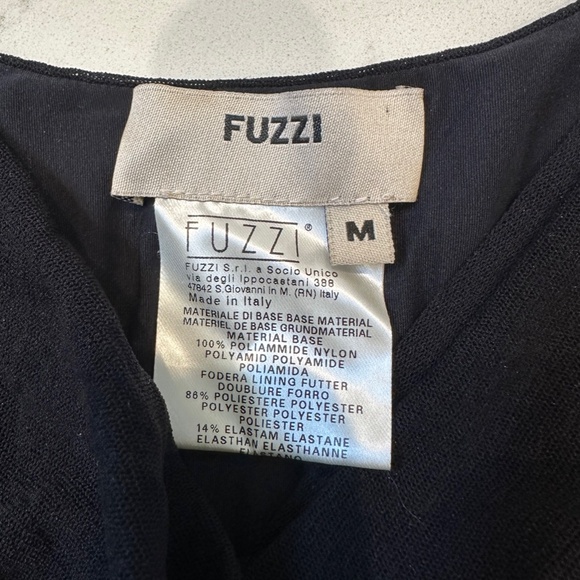 FUZZI
M
FUZZI®
FUZZI S.r.l. a Socio Unico
via degli Ippocastani 388
47842 S.Giovanni in M. (RN) Italy
Made in Italy
MATERIALE DI BASE BASE MATERIAL
MATERIEL DE BASE GRUNDMATERIAL
MATERIAL BASE
100% POLIAMMIDE NYLON
POLYAMID POLYAMIDE
POLIAMIDA
FODERA LINING FUTTER
DOUBLURE FORRO
86% POLIESTERE POLYESTER
POLYESTER POLYESTER
POLIESTER
14% ELASTAM ELASTANE
ELASTHAN ELASTHANNE
ELASTANO